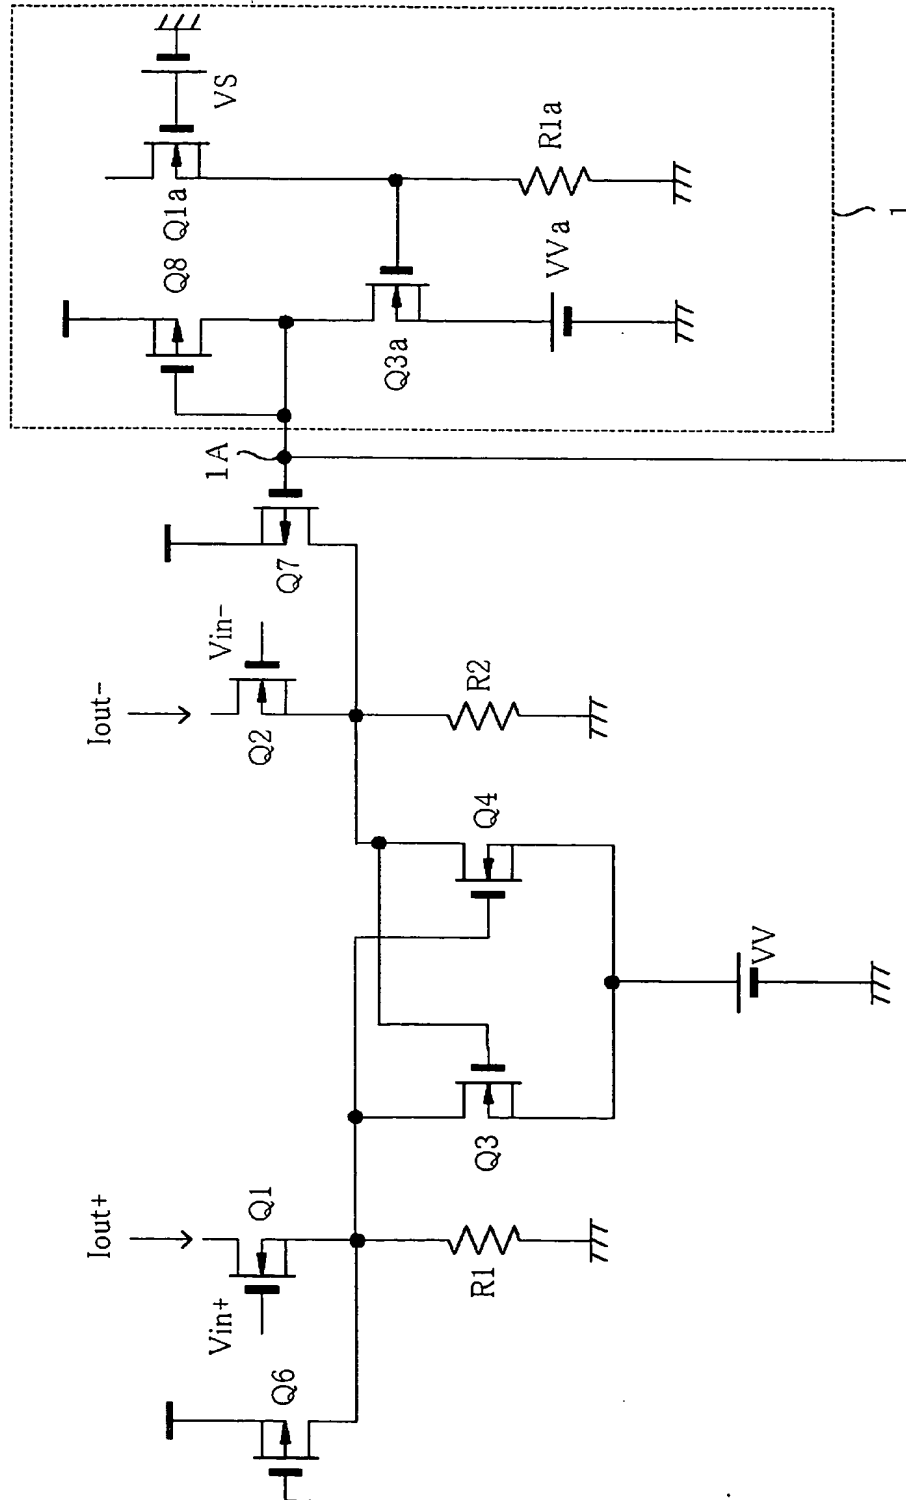 VS
Q1a
R1a
Q8
VVa
Q3a
1
1A
Q7
Vin-
Iout-
Q2
R2
Q4
VV
Q3
Iout+
Q1
Vin+
R1
Q6